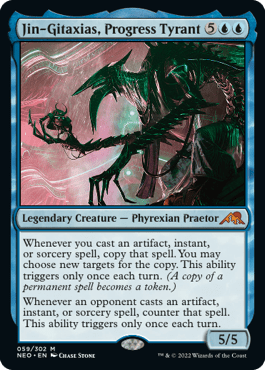 Jin-Gitaxias, Progress Tyrant 5
Legendary Creature — Phyrexian Praetor
Whenever you cast an artifact, instant,
or sorcery spell, copy that spell. You may
choose new targets for the copy. This ability
triggers only once each turn. (A copy of a
permanent spell becomes a token.)
Whenever an opponent casts an artifact,
instant, or sorcery spell, counter that spell.
This ability triggers only once each turn.
5/5
059/302 M
NEO • EN CHASE STONE
™ & © 2022 Wizards of the Coast